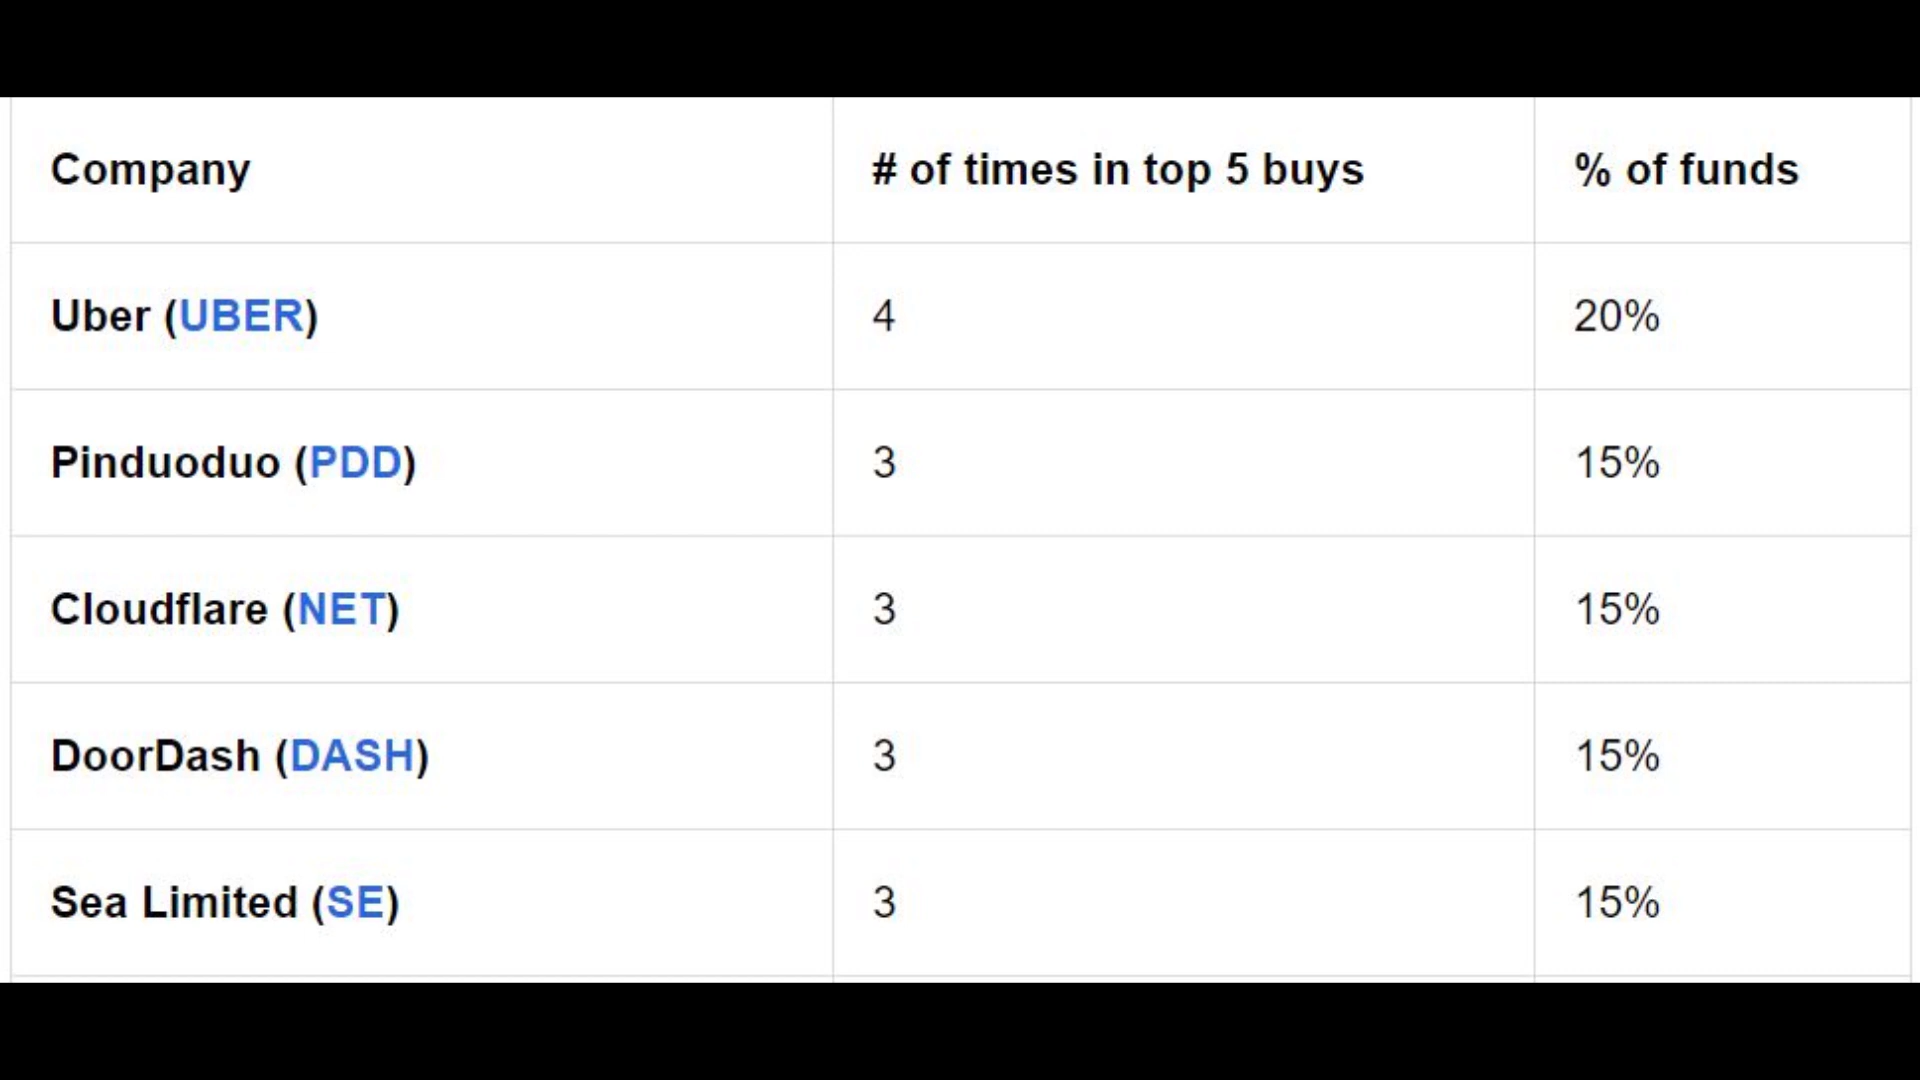 Company # of times in top 5 buys % of funds
Uber (UBER) 4 20%
Pinduoduo (PDD) 3 15%
Cloudflare (NET) 3 15%
DoorDash (DASH) 3 15%
Sea Limited (SE) 3 15%